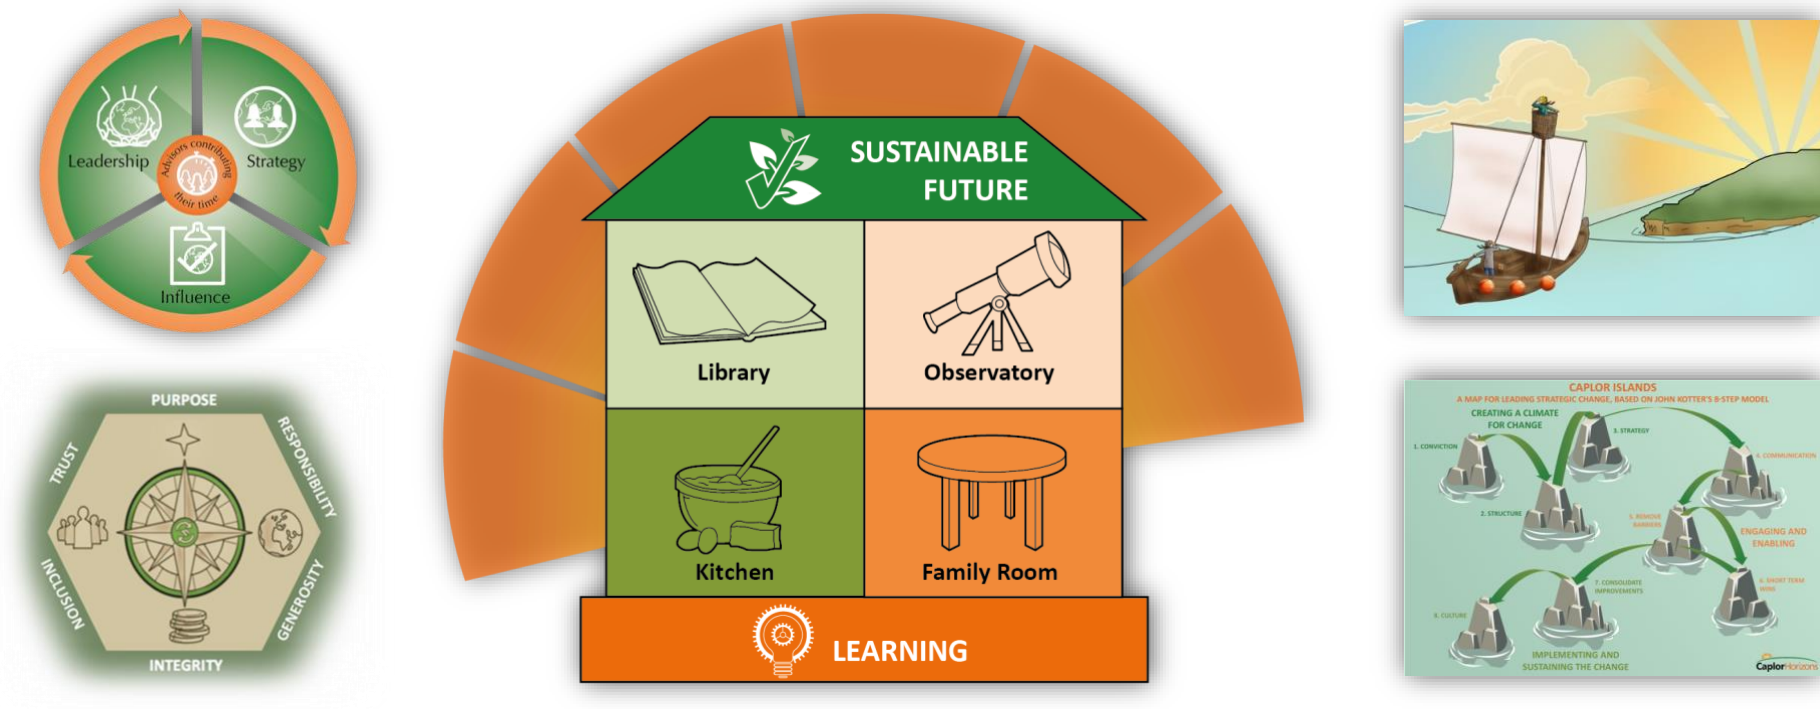 Leadership
Strategy
Advisors contributing
their time
Influence
PURPOSE
RESPONSIBILITY
GENEROSITY
INTEGRITY
INCLUSION
TRUST
SUSTAINABLE
FUTURE
Library
Observatory
Kitchen
Family Room
LEARNING
CAPLOR ISLANDS
A MAP FOR LEADING STRATEGIC CHANGE, BASED ON JOHN KOTTER'S 8-STEP MODEL
CREATING A CLIMATE
FOR CHANGE
1. CONVICTION
2. STRUCTURE
3. STRATEGY
4. COMMUNICATION
5. REMOVE
BARRIERS
ENGAGING AND
ENABLING
6. SHORT TERM
WINS
7. CONSOLIDATE
IMPROVEMENTS
8. CULTURE
IMPLEMENTING AND
SUSTAINING THE CHANGE
CaplorHorizons